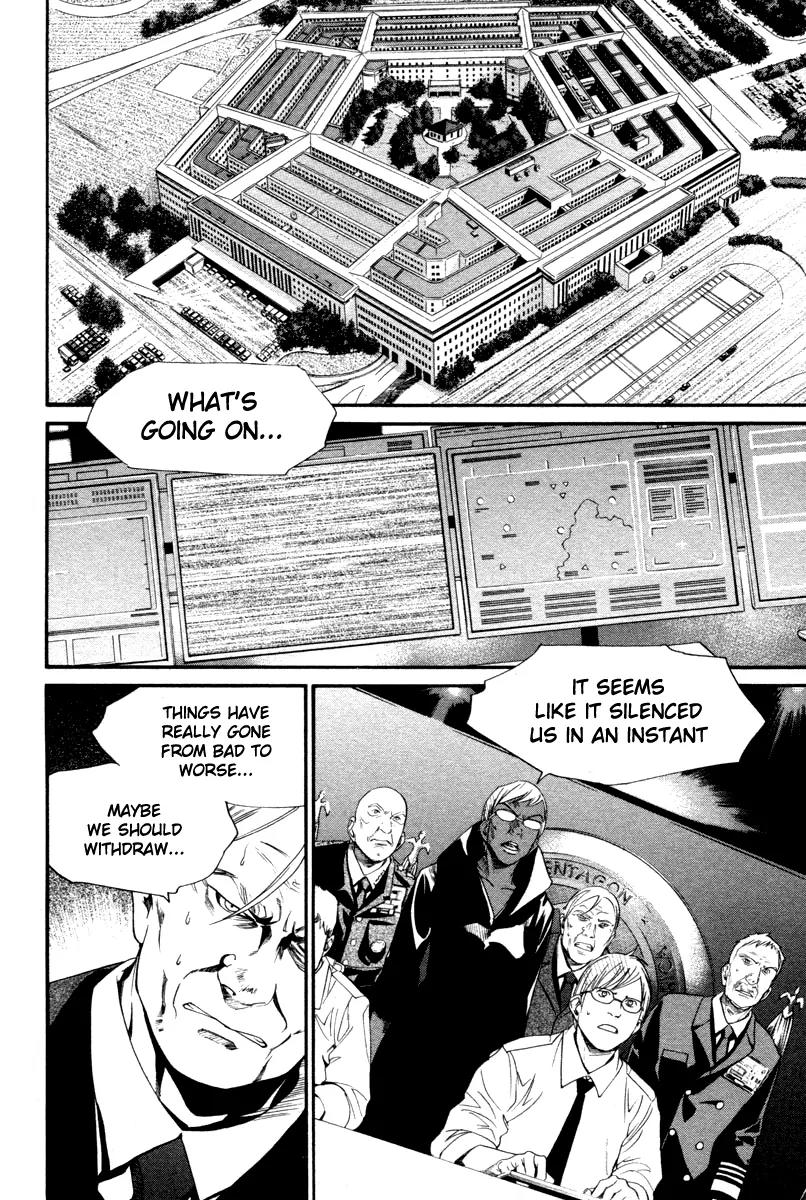 WHAT'S
GOING ON...
IT SEEMS
LIKE IT SILENCED
US IN AN INSTANT
THINGS HAVE
REALLY GONE
FROM BAD TO
WORSE...
MAYBE
WE SHOULD
WITHDRAW...
ENTAGON